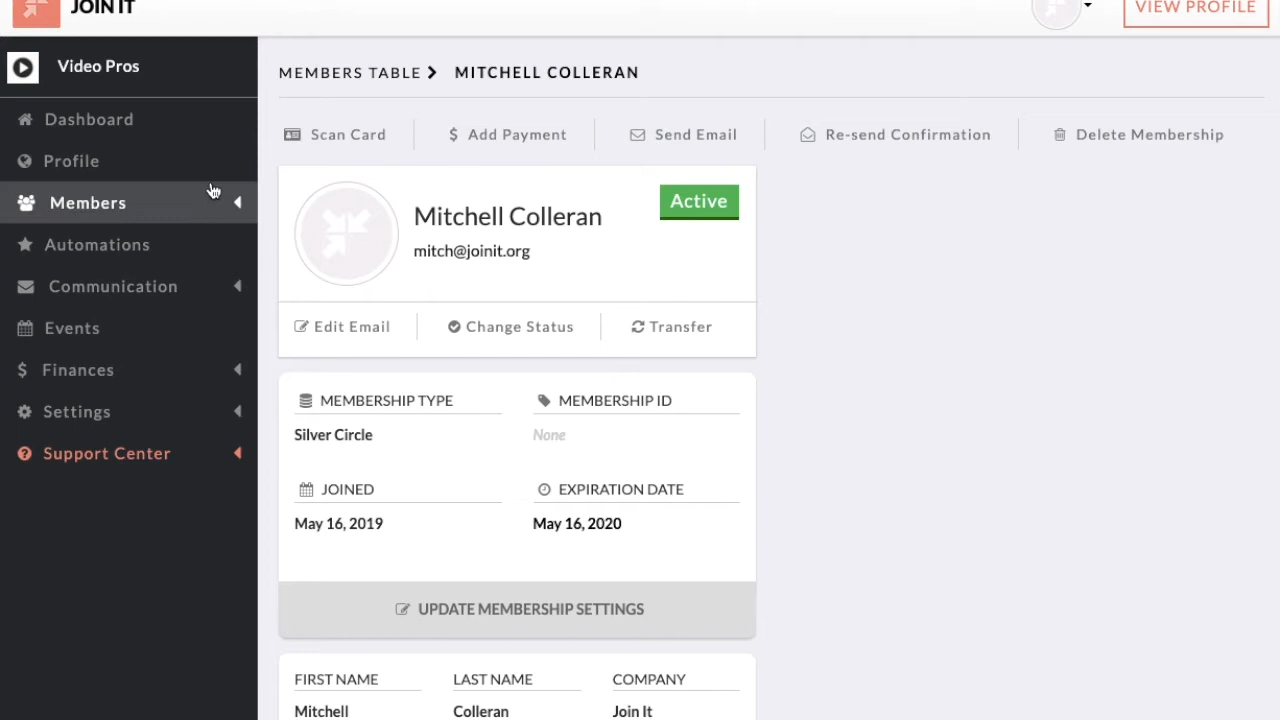 JOIN IT
VIEW PROFILE
Video Pros
MEMBERS TABLE MITCHELL COLLERAN
Dashboard
Profile
Members
Automations
Communication
Events
Finances
Settings
Support Center
Scan Card
Add Payment
Send Email
Re-send Confirmation
Delete Membership
Mitchell Colleran
Active
mitch@joinit.org
Edit Email
Change Status
Transfer
MEMBERSHIP TYPE
Silver Circle
MEMBERSHIP ID
None
JOINED
May 16, 2019
EXPIRATION DATE
May 16, 2020
UPDATE MEMBERSHIP SETTINGS
FIRST NAME
Mitchell
LAST NAME
Colleran
COMPANY
Join It